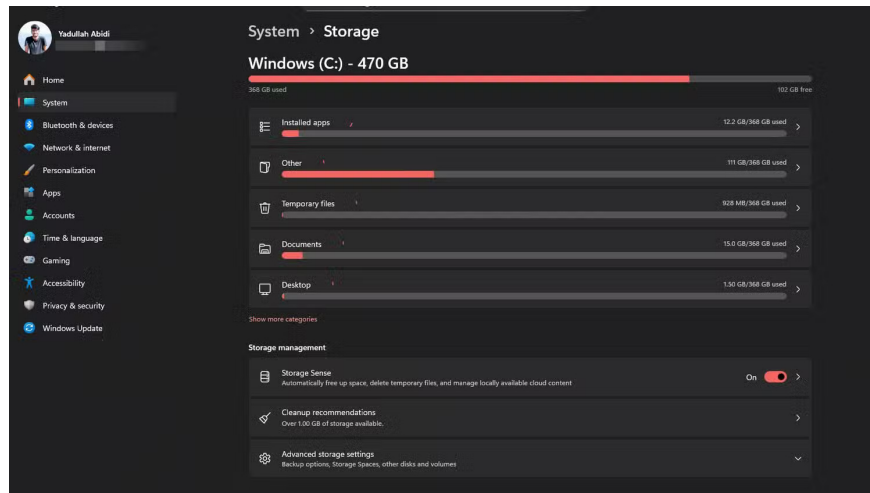 Yadullah Abidi
Home
System
Bluetooth & devices
Network & internet
Personalization
Apps
Accounts
Time & language
Gaming
Accessibility
Privacy & security
Windows Update
System > Storage
Windows (C:) - 470 GB
368 GB used 102 GB free
Installed apps 12.2 GB/368 GB used
Other 111 GB/368 GB used
Temporary files 928 MB/368 GB used
Documents 15.0 GB/368 GB used
Desktop 1.50 GB/368 GB used
Show more categories
Storage management
Storage Sense On
Automatically free up space, delete temporary files, and manage locally available cloud content
Cleanup recommendations
Over 1.00 GB of storage available.
Advanced storage settings
Backup options, Storage Spaces, other disks and volumes